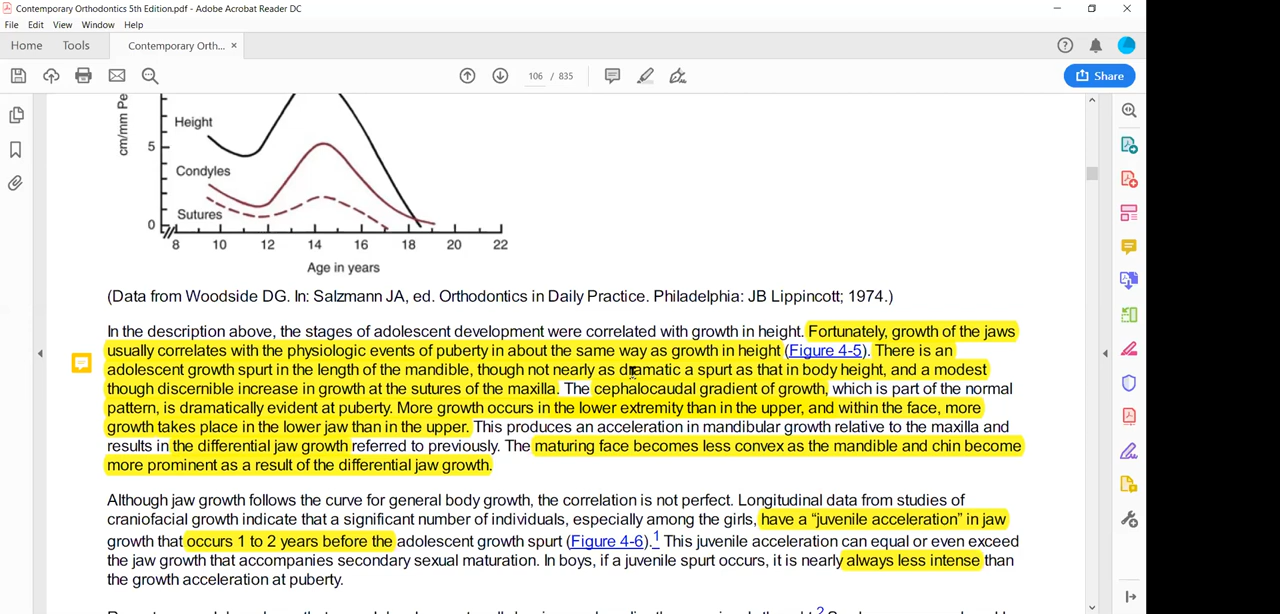 Contemporary Orthodontics 5th Edition.pdf - Adobe Acrobat Reader DC
File Edit View Window Help
Home Tools Contemporary Orth... ×
106 / 835
Share
cm/mm Pe
Height
5
Condyles
Sutures
0
8 10 12 14 16 18 20 22
Age in years
(Data from Woodside DG. In: Salzmann JA, ed. Orthodontics in Daily Practice. Philadelphia: JB Lippincott; 1974.)
In the description above, the stages of adolescent development were correlated with growth in height. Fortunately, growth of the jaws
usually correlates with the physiologic events of puberty in about the same way as growth in height (Figure 4-5). There is an
adolescent growth spurt in the length of the mandible, though not nearly as dramatic a spurt as that in body height, and a modest
though discernible increase in growth at the sutures of the maxilla. The cephalocaudal gradient of growth, which is part of the normal
pattern, is dramatically evident at puberty. More growth occurs in the lower extremity than in the upper, and within the face, more
growth takes place in the lower jaw than in the upper. This produces an acceleration in mandibular growth relative to the maxilla and
results in the differential jaw growth referred to previously. The maturing face becomes less convex as the mandible and chin become
more prominent as a result of the differential jaw growth.
Although jaw growth follows the curve for general body growth, the correlation is not perfect. Longitudinal data from studies of
craniofacial growth indicate that a significant number of individuals, especially among the girls, have a “juvenile acceleration” in jaw
growth that occurs 1 to 2 years before the adolescent growth spurt (Figure 4-6).1 This juvenile acceleration can equal or even exceed
the jaw growth that accompanies secondary sexual maturation. In boys, if a juvenile spurt occurs, it is nearly always less intense than
the growth acceleration at puberty.